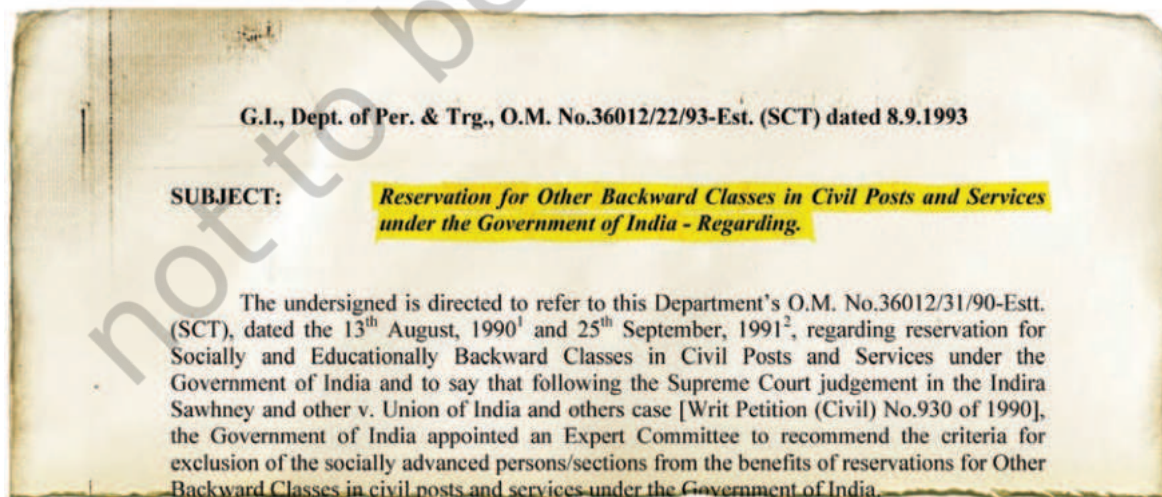 G.I., Dept. of Per. & Trg., O.M. No.36012/22/93-Est. (SCT) dated 8.9.1993
SUBJECT: Reservation for Other Backward Classes in Civil Posts and Services
under the Government of India - Regarding.
The undersigned is directed to refer to this Department's O.M. No.36012/31/90-Estt.
(SCT), dated the 13th August, 1990¹ and 25th September, 1991², regarding reservation for
Socially and Educationally Backward Classes in Civil Posts and Services under the
Government of India and to say that following the Supreme Court judgement in the Indira
Sawhney and other v. Union of India and others case [Writ Petition (Civil) No.930 of 1990],
the Government of India appointed an Expert Committee to recommend the criteria for
exclusion of the socially advanced persons/sections from the benefits of reservations for Other
Backward Classes in civil posts and services under the Government of India.
not to b